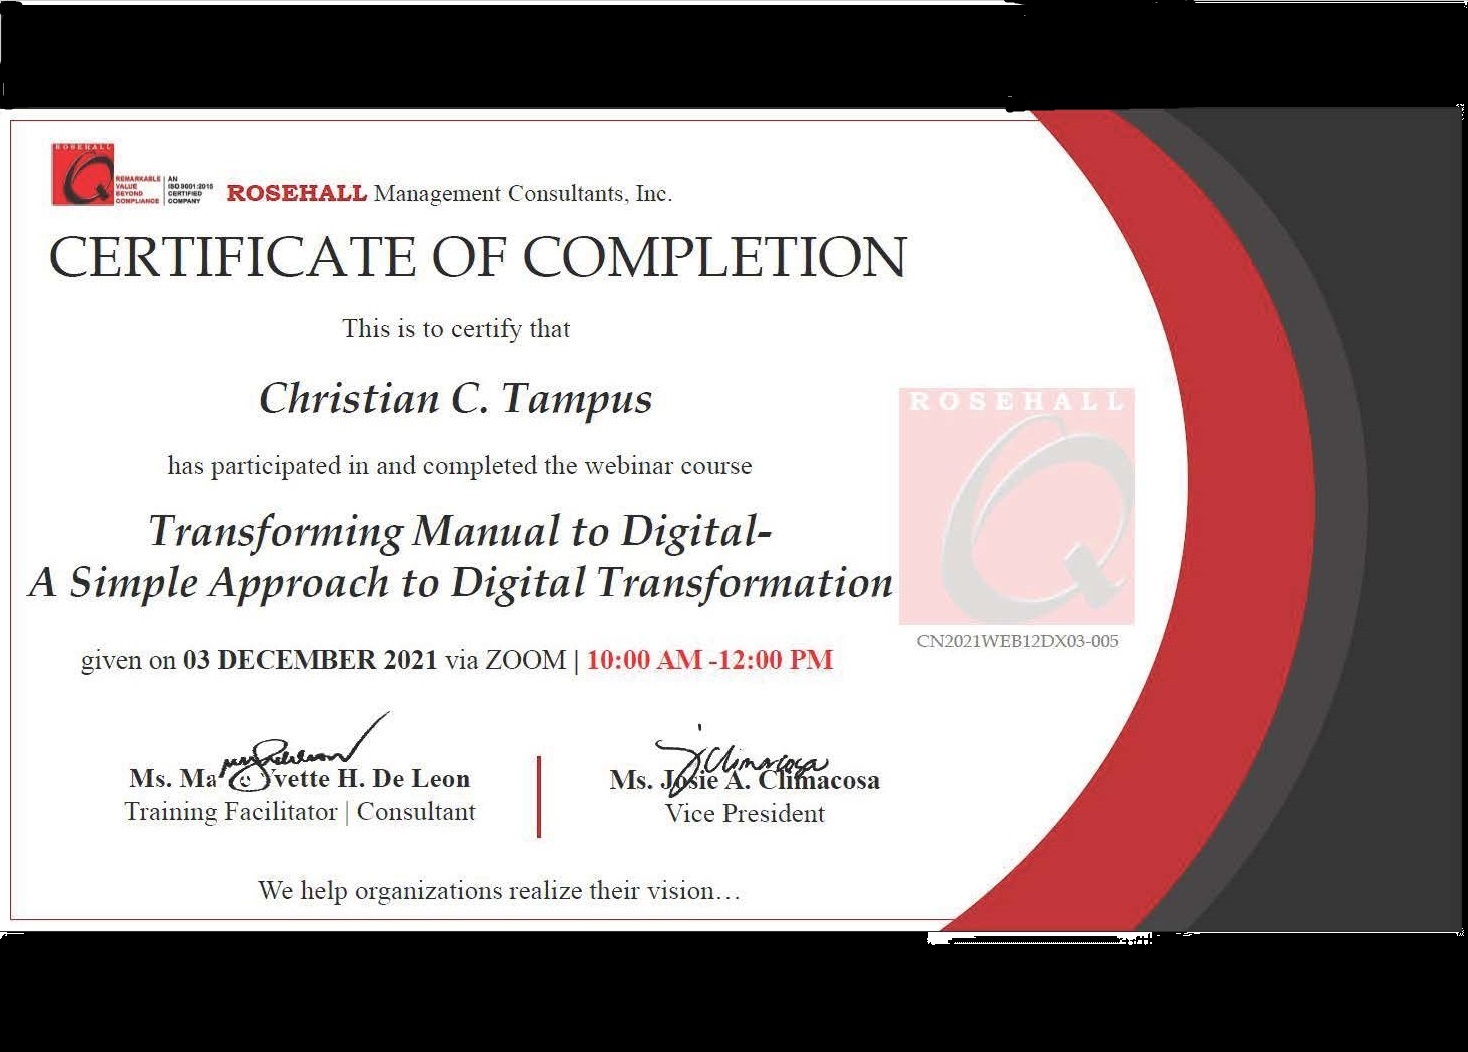 ROSEHALL
REMARKABLE
VALUE
BEYOND
COMPLIANCE
AN
ISO 9001:2015
CERTIFIED
COMPANY
ROSEHALL Management Consultants, Inc.
CERTIFICATE OF COMPLETION
This is to certify that
Christian C. Tampus
has participated in and completed the webinar course
Transforming Manual to Digital-
A Simple Approach to Digital Transformation
given on 03 DECEMBER 2021 via ZOOM | 10:00 AM -12:00 PM
ROSEHALL
CN2021WEB12DX03-005
Ms. Yvette H. De Leon
Training Facilitator | Consultant
Ms. Josie A. Climacosa
Vice President
We help organizations realize their vision…